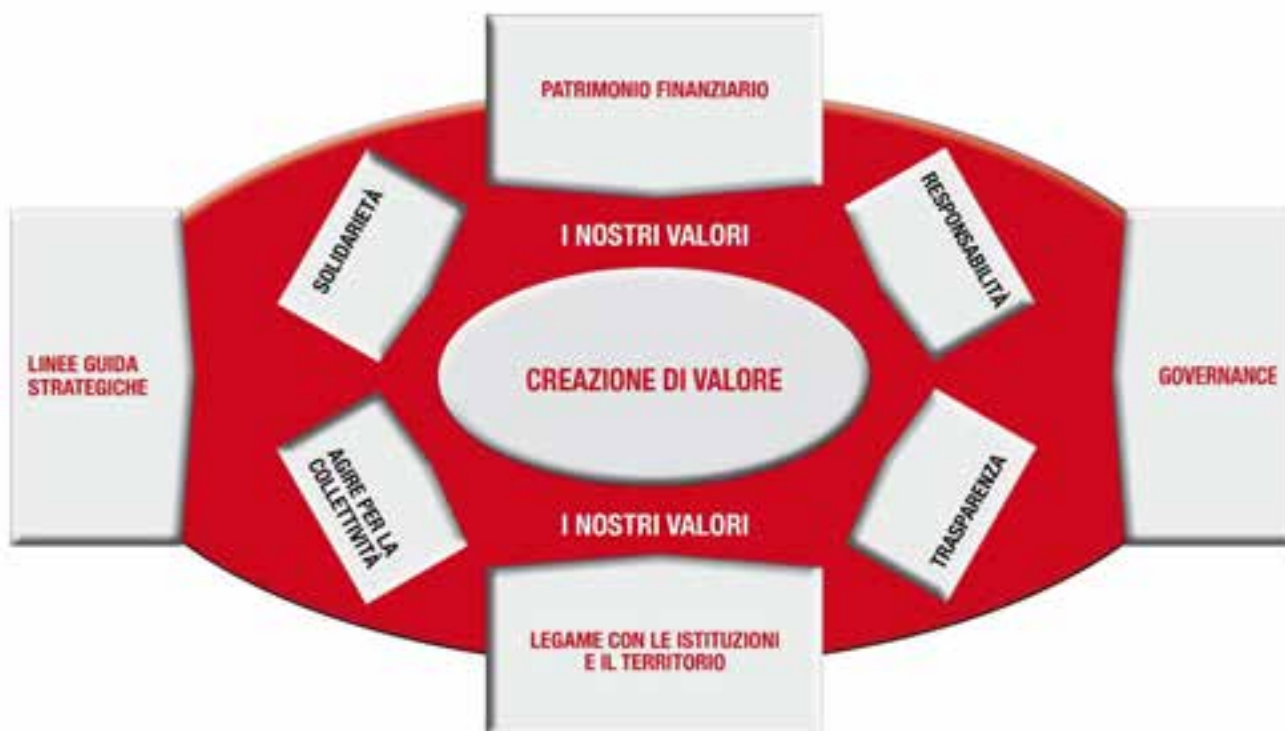 PATRIMONIO FINANZIARIO
SOLIDARIETÀ
RESPONSABILITÀ
I NOSTRI VALORI
LINEE GUIDA
STRATEGICHE
CREAZIONE DI VALORE
GOVERNANCE
AGIRE PER LA
COLLETTIVITÀ
TRASPARENZA
I NOSTRI VALORI
LEGAME CON LE ISTITUZIONI
E IL TERRITORIO